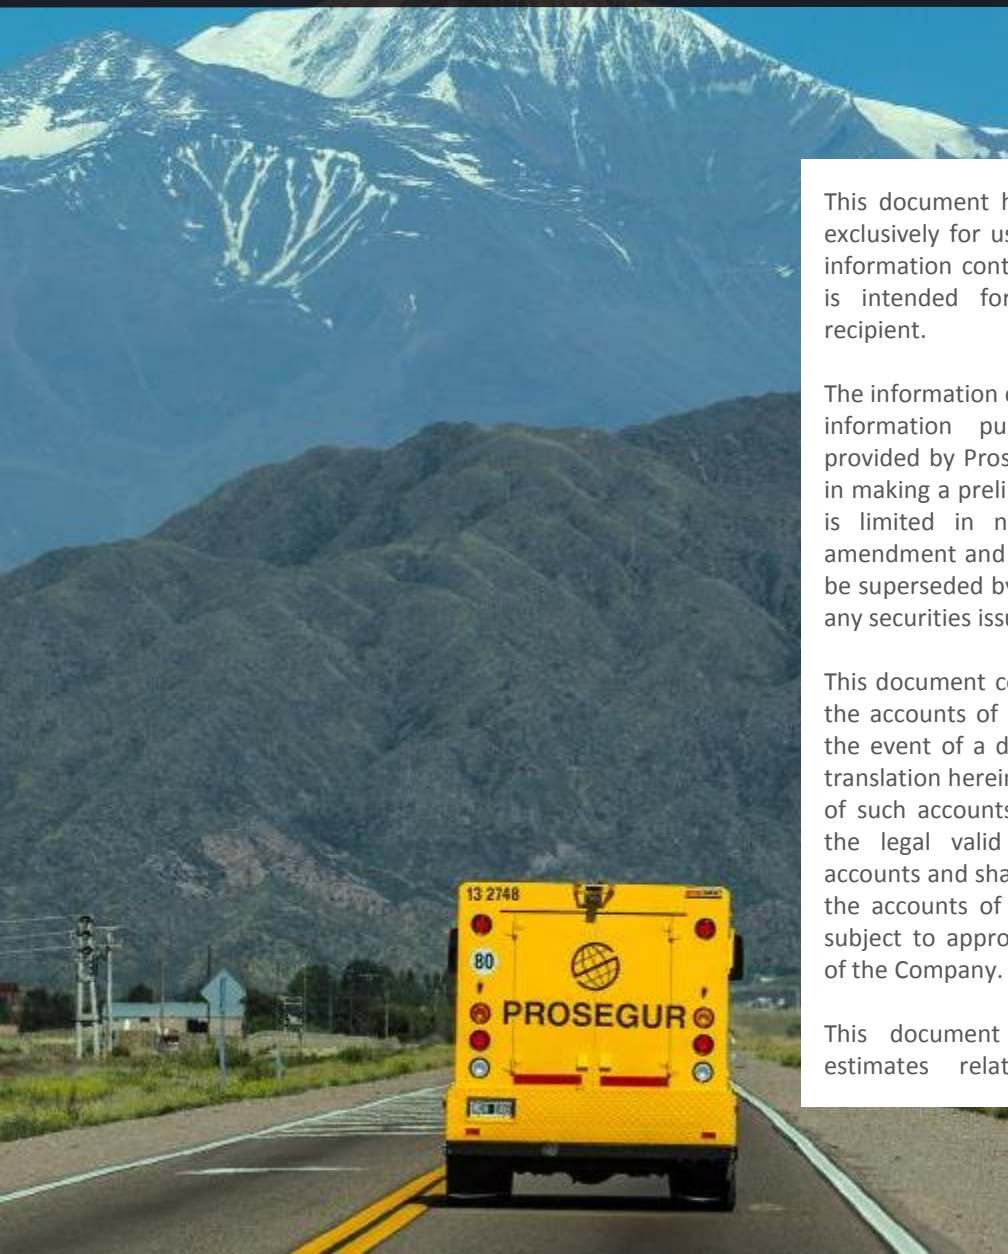 This document h
exclusively for us
information cont
is intended for
recipient.
The information c
information pu
provided by Pros
in making a preli
is limited in n
amendment and
be superseded by
any securities issu
This document co
the accounts of
the event of a d
translation herein
of such accounts
the legal valid
accounts and sha
the accounts of
subject to appro
of the Company.
This document
estimates relat
13 2748
80
PROSEGUR